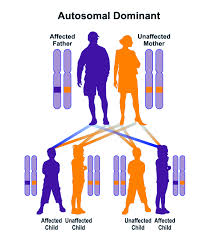 Autosomal Dominant
Affected Unaffected
Father Mother
Affected Unaffected Unaffected Affected
Child Child Child Child